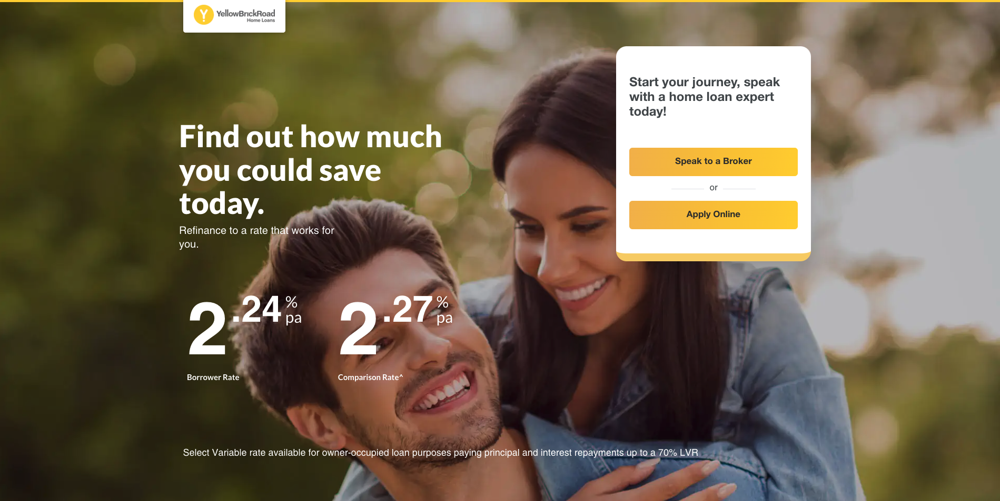 YellowBrickRoad
Home Loans
Find out how much
you could save
today.
Refinance to a rate that works for
you.
2.24 % pa
Borrower Rate
2.27 % pa
Comparison Rate^
Select Variable rate available for owner-occupied loan purposes paying principal and interest repayments up to a 70% LVR
Start your journey, speak
with a home loan expert
today!
Speak to a Broker
or
Apply Online